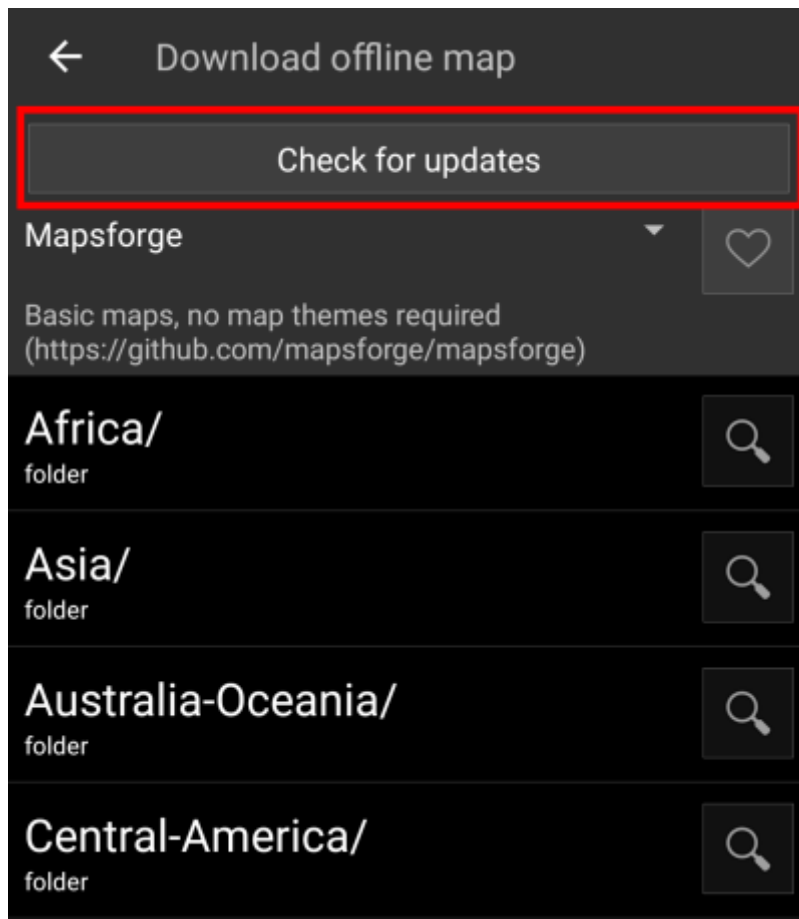 Download offline map
Check for updates
Mapsforge
Basic maps, no map themes required
(https://github.com/mapsforge/mapsforge)
Africa/
folder
Asia/
folder
Australia-Oceania/
folder
Central-America/
folder